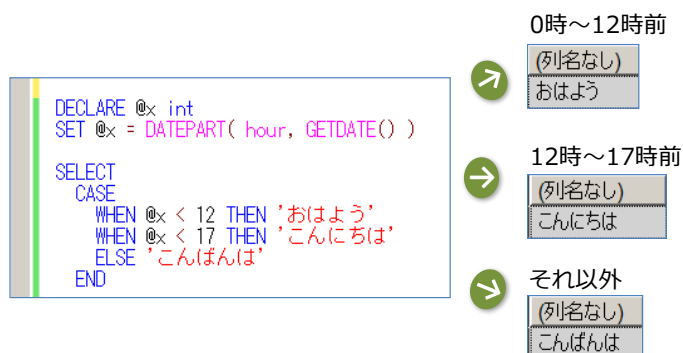 DECLARE @x int
SET @x = DATEPART( hour, GETDATE() )
SELECT
CASE
WHEN @x < 12 THEN 'おはよう'
WHEN @x < 17 THEN 'こんにちは'
ELSE 'こんばんは'
END
0時～12時前
(列名なし)
おはよう
12時～17時前
(列名なし)
こんにちは
それ以外
(列名なし)
こんばんは